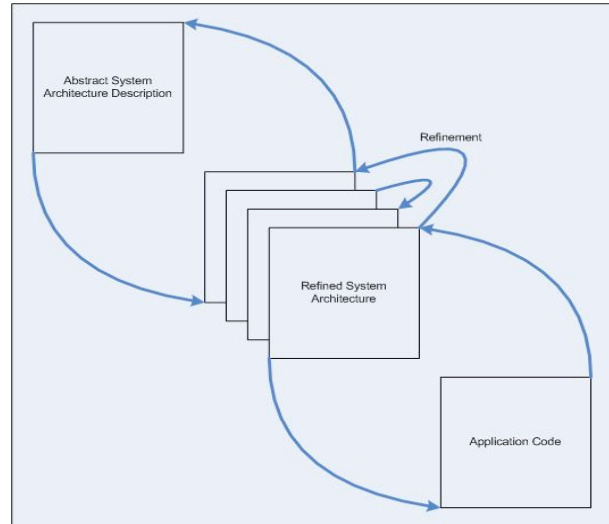 Abstract System
Architecture Description
Refinement
Refined System
Architecture
Application Code